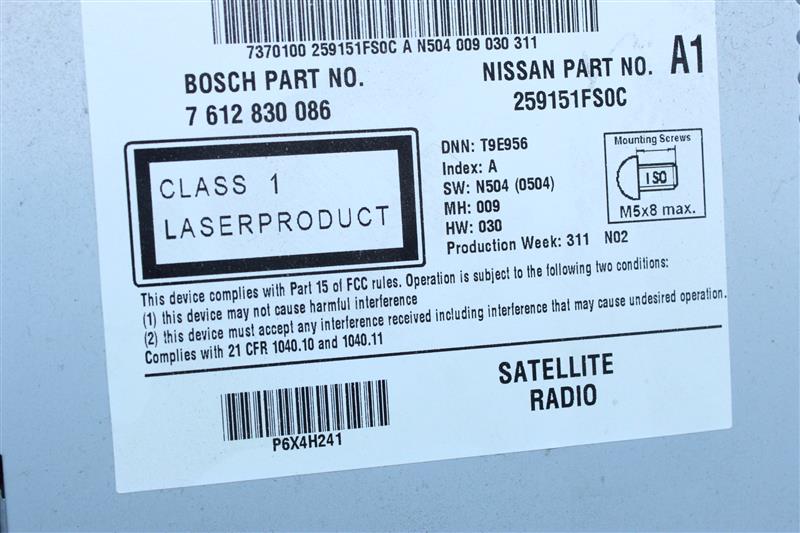 7370100 259151FS0C A N504 009 030 311
BOSCH PART NO.
7 612 830 086
NISSAN PART NO. A1
259151FS0C
CLASS 1
LASERPRODUCT
DNN: T9E956
Index: A
SW: N504 (0504)
MH: 009
HW: 030
Production Week: 311 N02
Mounting Screws
ISO
M5x8 max.
This device complies with Part 15 of FCC rules. Operation is subject to the following two conditions:
(1) this device may not cause harmful interference
(2) this device must accept any interference received including interference that may cause undesired operation.
Complies with 21 CFR 1040.10 and 1040.11
P6X4H241
SATELLITE
RADIO